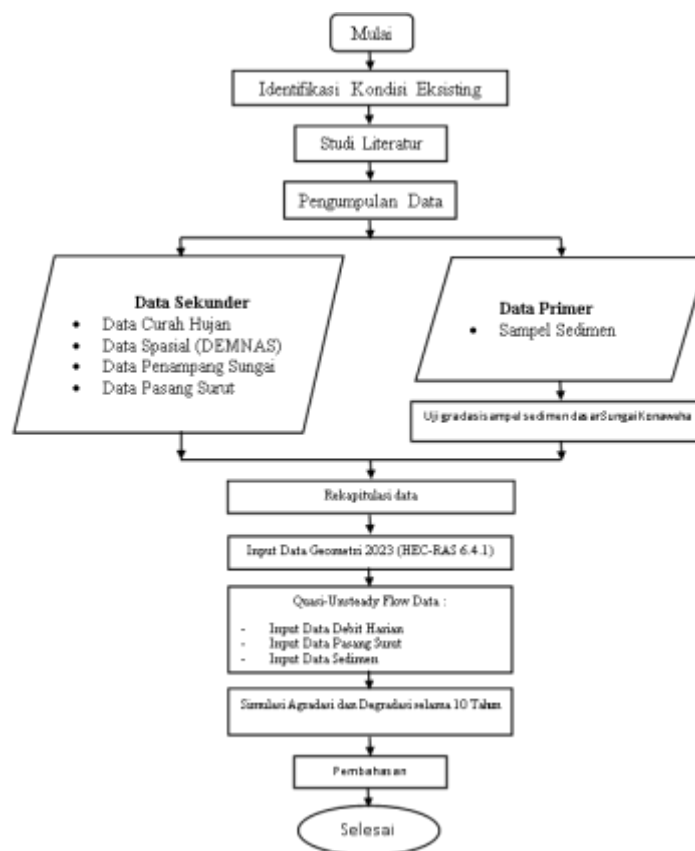 Mulai
Identifikasi Kondisi Eksisting
Studi Literatur
Pengumpulan Data
Data Sekunder
• Data Curah Hujan
• Data Spasial (DEMNAS)
• Data Penampang Sungai
• Data Pasang Surut
Data Primer
• Sampel Sedimen
Uji gradasi sampel sedimen dasar Sungai Konaweha
Rekapitulasi data
Input Data Geometri 2023 (HEC-RAS 6.4.1)
Quasi-Unsteady Flow Data :
- Input Data Debit Harian
- Input Data Pasang Surut
- Input Data Sedimen
Simulasi Agradasi dan Degradasi selama 10 Tahun
Pembahasan
Selesai